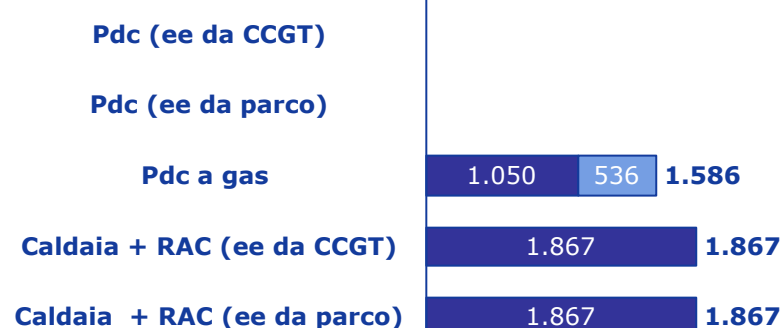 Pdc (ee da CCGT)
Pdc (ee da parco)
Pdc a gas 1.050 536 1.586
Caldaia + RAC (ee da CCGT) 1.867 1.867
Caldaia + RAC (ee da parco) 1.867 1.867